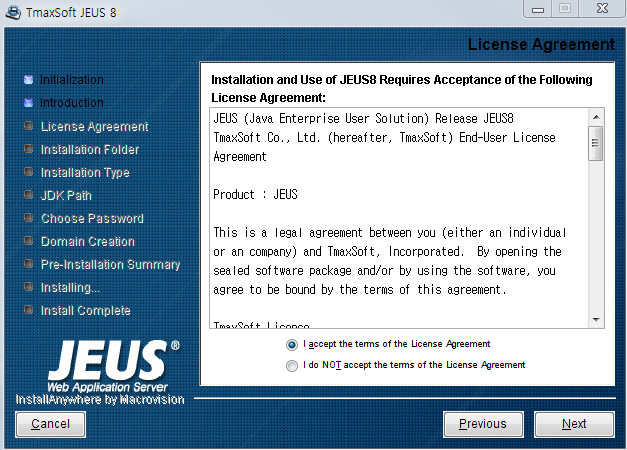 TmaxSoft JEUS 8
License Agreement
Initialization
Introduction
License Agreement
Installation Folder
Installation Type
JDK Path
Choose Password
Domain Creation
Pre-Installation Summary
Installing...
Install Complete
Installation and Use of JEUS8 Requires Acceptance of the Following
License Agreement:
JEUS (Java Enterprise User Solution) Release JEUS8
TmaxSoft Co., Ltd. (hereafter, TmaxSoft) End-User License
Agreement
Product : JEUS
This is a legal agreement between you (either an individual
or an company) and TmaxSoft, Incorporated.  By opening the
sealed software package and/or by using the software, you
agree to be bound by the terms of this agreement.
TmaxSoft License
I accept the terms of the License Agreement
I do NOT accept the terms of the License Agreement
JEUS®
Web Application Server
InstallAnywhere by Macrovision
Cancel
Previous
Next